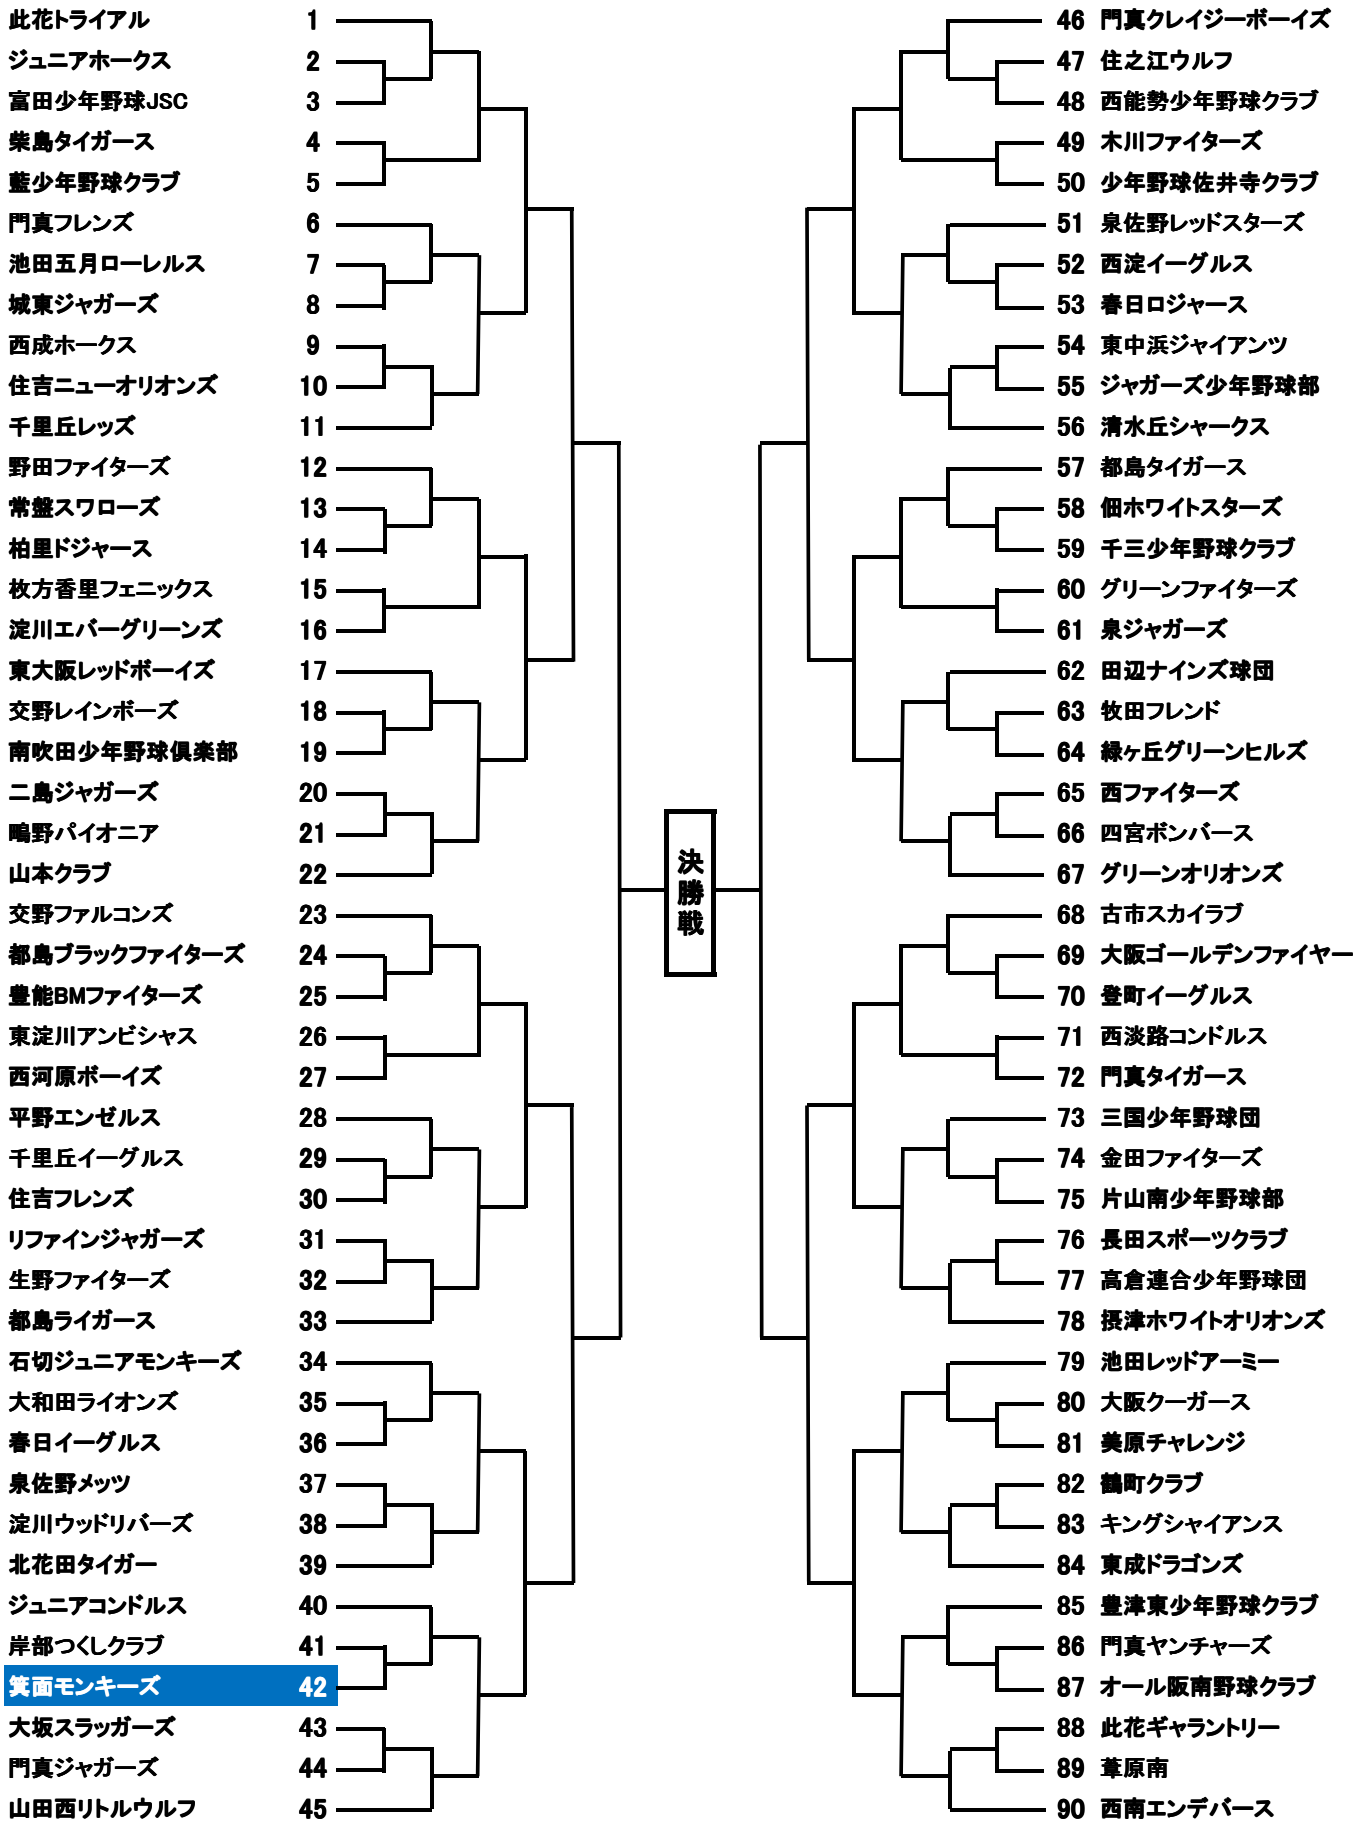 此花トライアル 1
ジュニアホークス 2
富田少年野球JSC 3
柴島タイガース 4
藍少年野球クラブ 5
門真フレンズ 6
池田五月ローレルス 7
城東ジャガーズ 8
西成ホークス 9
住吉ニューオリオンズ 10
千里丘レッズ 11
野田ファイターズ 12
常盤スワローズ 13
柏里ドジャース 14
枚方香里フェニックス 15
淀川エバーグリーンズ 16
東大阪レッドボーイズ 17
交野レインボーズ 18
南吹田少年野球倶楽部 19
二島ジャガーズ 20
鴫野パイオニア 21
山本クラブ 22
交野ファルコンズ 23
都島ブラックファイターズ 24
豊能BMファイターズ 25
東淀川アンビシャス 26
西河原ボーイズ 27
平野エンゼルス 28
千里丘イーグルス 29
住吉フレンズ 30
リファインジャガーズ 31
生野ファイターズ 32
都島ライガース 33
石切ジュニアモンキーズ 34
大和田ライオンズ 35
春日イーグルス 36
泉佐野メッツ 37
淀川ウッドリバーズ 38
北花田タイガー 39
ジュニアコンドルス 40
岸部つくしクラブ 41
箕面モンキーズ 42
大坂スラッガーズ 43
門真ジャガーズ 44
山田西リトルウルフ 45
決勝戦
46 門真クレイジーボーイズ
47 住之江ウルフ
48 西能勢少年野球クラブ
49 木川ファイターズ
50 少年野球佐井寺クラブ
51 泉佐野レッドスターズ
52 西淀イーグルス
53 春日ロジャース
54 東中浜ジャイアンツ
55 ジャガーズ少年野球部
56 清水丘シャークス
57 都島タイガース
58 佃ホワイトスターズ
59 千三少年野球クラブ
60 グリーンファイターズ
61 泉ジャガーズ
62 田辺ナインズ球団
63 牧田フレンド
64 緑ヶ丘グリーンヒルズ
65 西ファイターズ
66 四宮ボンバース
67 グリーンオリオンズ
68 古市スカイラブ
69 大阪ゴールデンファイヤー
70 登町イーグルス
71 西淡路コンドルス
72 門真タイガース
73 三国少年野球団
74 金田ファイターズ
75 片山南少年野球部
76 長田スポーツクラブ
77 高倉連合少年野球団
78 摂津ホワイトオリオンズ
79 池田レッドアーミー
80 大阪クーガース
81 美原チャレンジ
82 鶴町クラブ
83 キングシャイアンス
84 東成ドラゴンズ
85 豊津東少年野球クラブ
86 門真ヤンチャーズ
87 オール阪南野球クラブ
88 此花ギャラントリー
89 葦原南
90 西南エンデバース